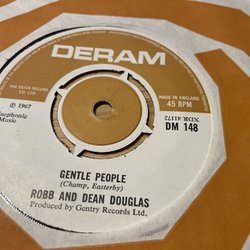 DERAM
THE DECCA RECORD
CO. LTD.
MADE IN ENGLAND
45 RPM
℗ 1967
XDR 41172
DM 148
Music
GENTLE PEOPLE
(Champ, Easterby)
ROBB AND DEAN DOUGLAS
Produced by Gentry Records Ltd.